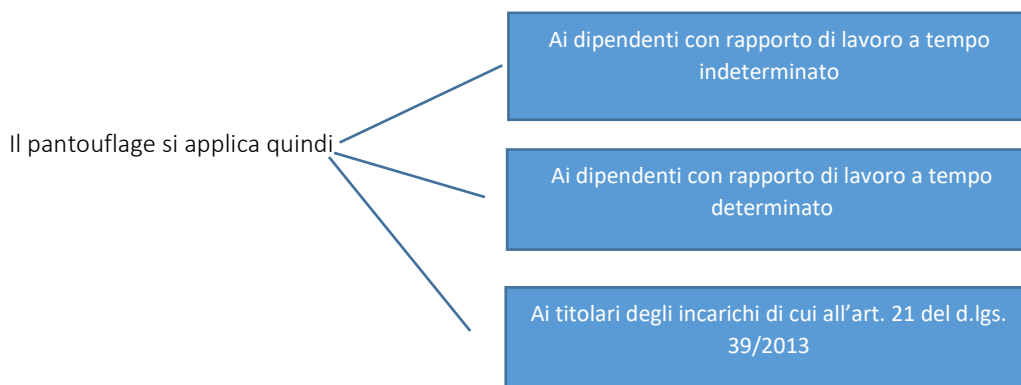 Il pantouflage si applica quindi
Ai dipendenti con rapporto di lavoro a tempo
indeterminato
Ai dipendenti con rapporto di lavoro a tempo
determinato
Ai titolari degli incarichi di cui all’art. 21 del d.lgs.
39/2013